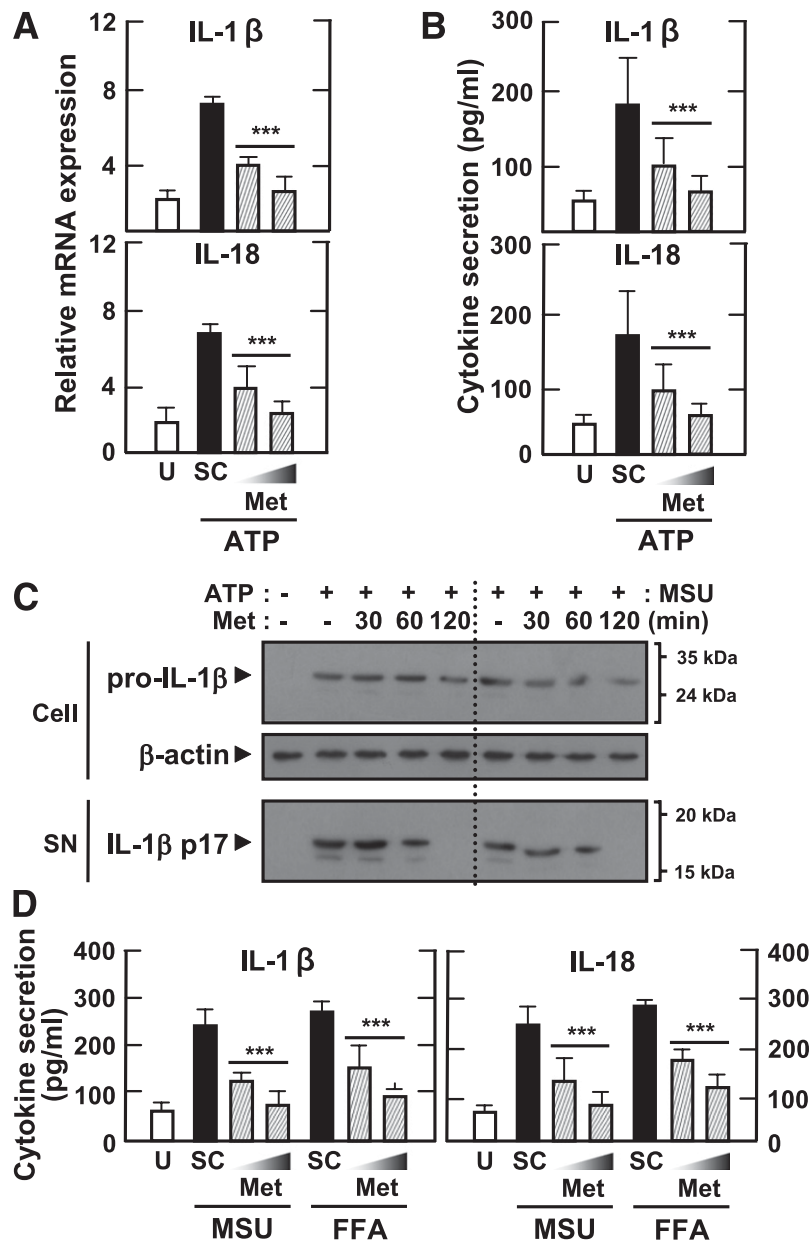 A
IL-1 β
Relative mRNA expression
12
8
4
***
IL-18
12
8
4
0
***
U SC
Met
ATP
B
IL-1 β
Cytokine secretion (pg/ml)
300
200
100
***
IL-18
300
200
100
0
***
U SC
Met
ATP
C
ATP : - + + + + + + + + : MSU
Met : - - 30 60 120 - 30 60 120 (min)
Cell
pro-IL-1β
35 kDa
24 kDa
β-actin
SN
IL-1β p17
20 kDa
15 kDa
D
Cytokine secretion
(pg/ml)
IL-1 β
400
300
200
100
0
***
***
U SC SC
Met Met
MSU FFA
IL-18
400
300
200
100
0
***
***
U SC SC
Met Met
MSU FFA